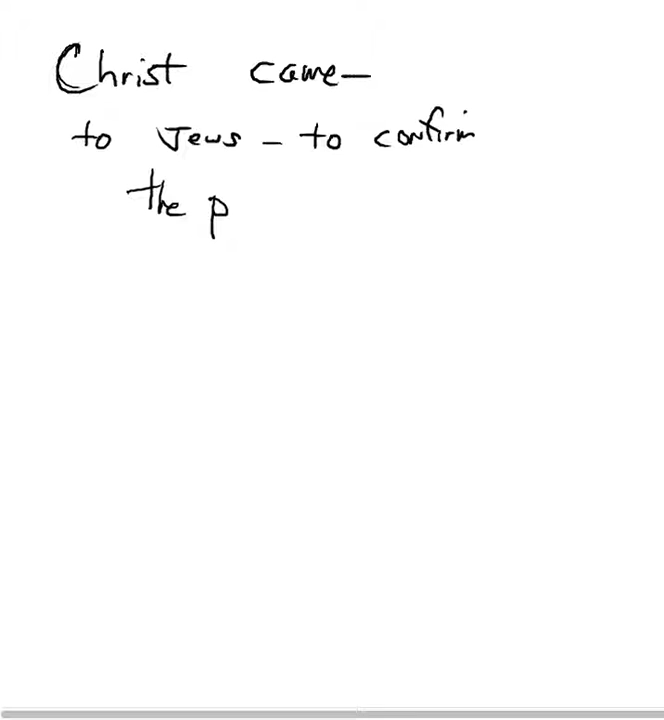 Christ came—
to Jews – to confirm
the p